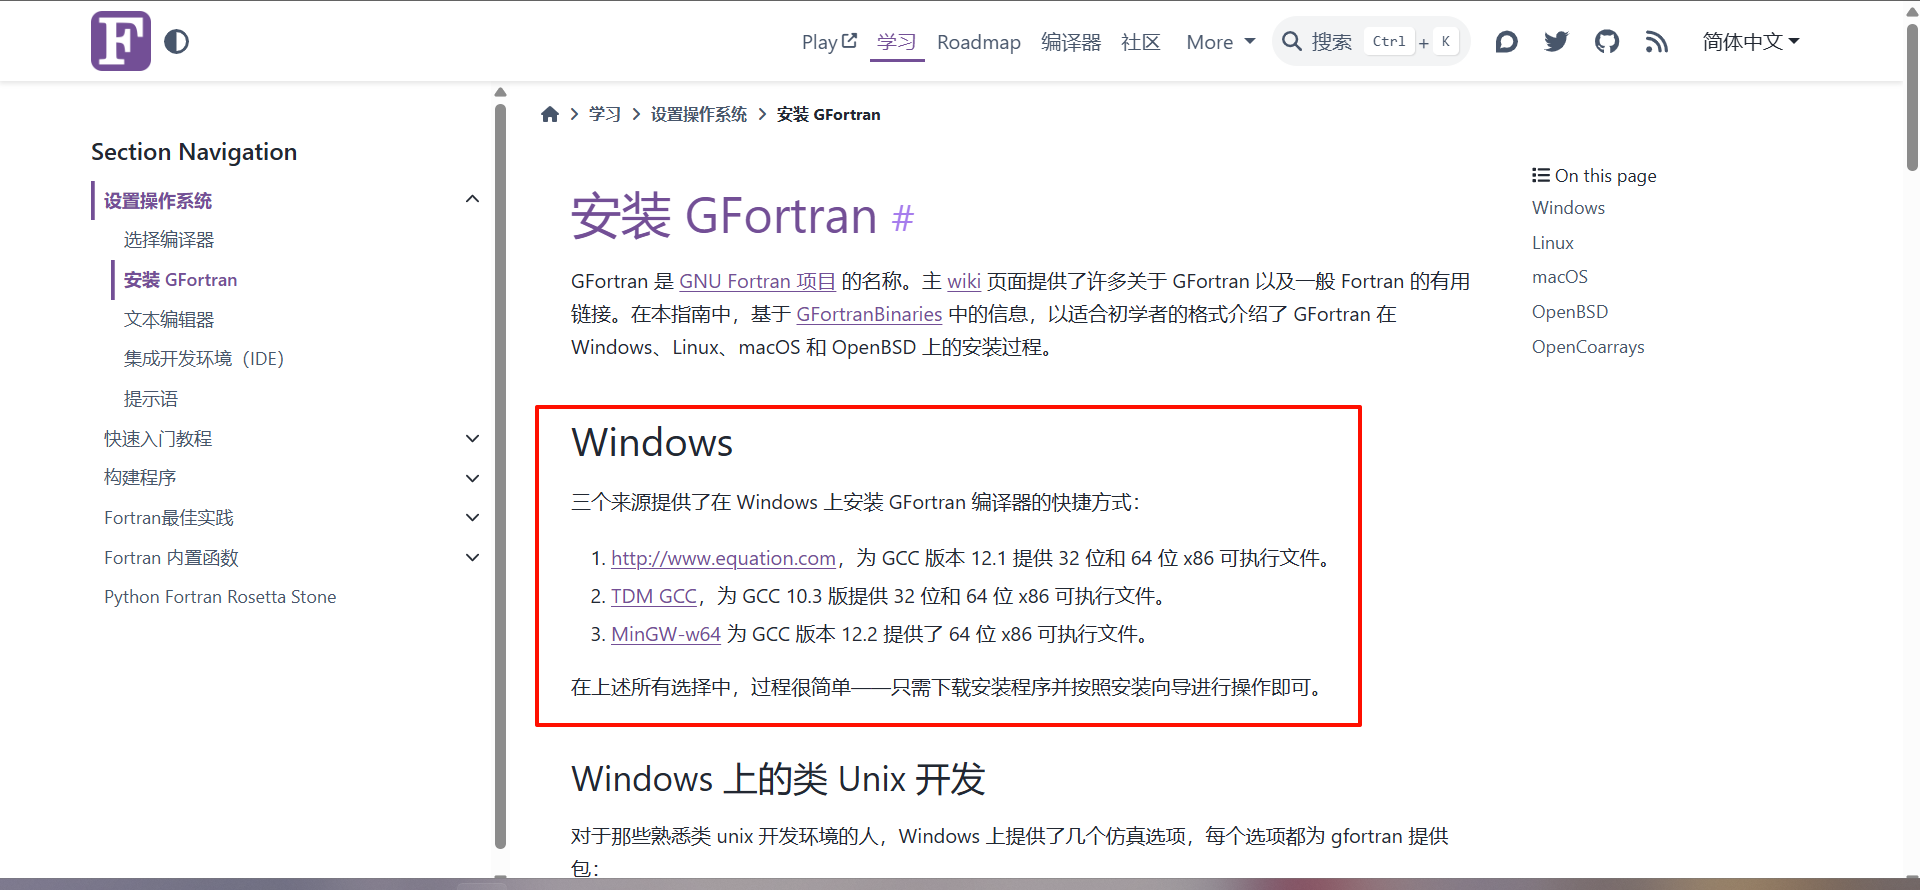 F
Play 学习 Roadmap 编译器 社区 More 搜索 Ctrl + K 简体中文
学习 设置操作系统 安装 GFortran
Section Navigation
设置操作系统
选择编译器
安装 GFortran
文本编辑器
集成开发环境（IDE）
提示语
快速入门教程
构建程序
Fortran最佳实践
Fortran 内置函数
Python Fortran Rosetta Stone
安装 GFortran #
GFortran 是 GNU Fortran 项目 的名称。主 wiki 页面提供了许多关于 GFortran 以及一般 Fortran 的有用
链接。在本指南中，基于 GFortranBinaries 中的信息，以适合初学者的格式介绍了 GFortran 在
Windows、Linux、macOS 和 OpenBSD 上的安装过程。
Windows
三个来源提供了在 Windows 上安装 GFortran 编译器的快捷方式：
1. http://www.equation.com，为 GCC 版本 12.1 提供 32 位和 64 位 x86 可执行文件。
2. TDM GCC，为 GCC 10.3 版提供 32 位和 64 位 x86 可执行文件。
3. MinGW-w64 为 GCC 版本 12.2 提供了 64 位 x86 可执行文件。
在上述所有选择中，过程很简单——只需下载安装程序并按照安装向导进行操作即可。
Windows 上的类 Unix 开发
对于那些熟悉类 unix 开发环境的人，Windows 上提供了几个仿真选项，每个选项都为 gfortran 提供
包：
On this page
Windows
Linux
macOS
OpenBSD
OpenCoarrays